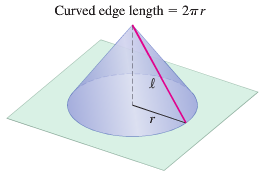 Curved edge length = 2πr
ℓ
r